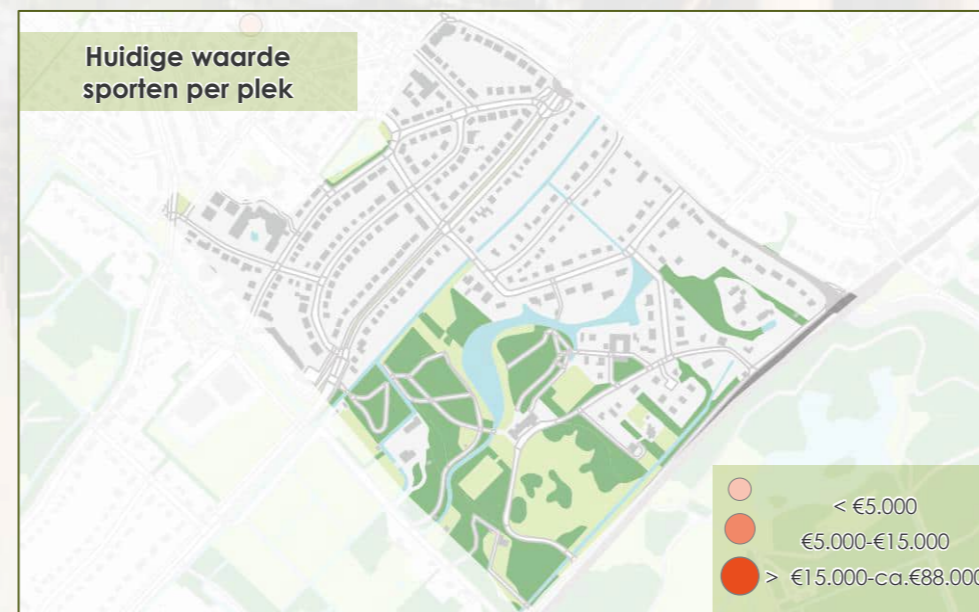 Huidige waarde
sporten per plek
< €5.000
€5.000-€15.000
> €15.000-ca.€88.000